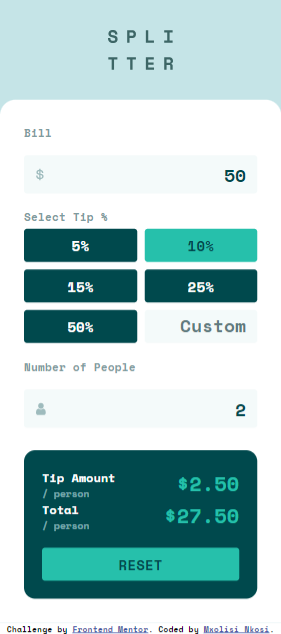 SPLI
TTER
Bill
$ 50
Select Tip %
5% 10%
15% 25%
50% Custom
Number of People
2
Tip Amount $2.50
/ person
Total $27.50
/ person
RESET
Challenge by Frontend Mentor. Coded by Mxolisi Nkosi.